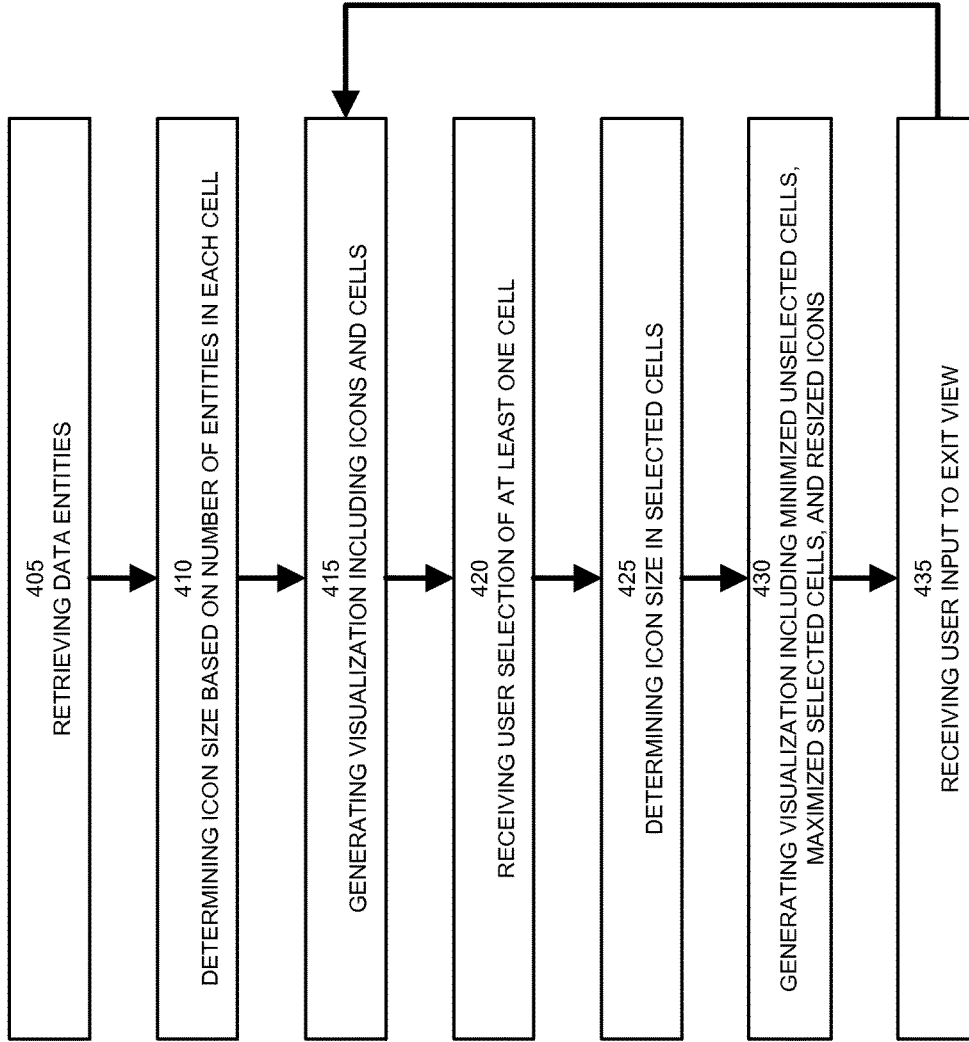 405
RETRIEVING DATA ENTITIES
410
DETERMINING ICON SIZE BASED ON NUMBER OF ENTITIES IN EACH CELL
415
GENERATING VISUALIZATION INCLUDING ICONS AND CELLS
420
RECEIVING USER SELECTION OF AT LEAST ONE CELL
425
DETERMINING ICON SIZE IN SELECTED CELLS
430
GENERATING VISUALIZATION INCLUDING MINIMIZED UNSELECTED CELLS,
MAXIMIZED SELECTED CELLS, AND RESIZED ICONS
435
RECEIVING USER INPUT TO EXIT VIEW